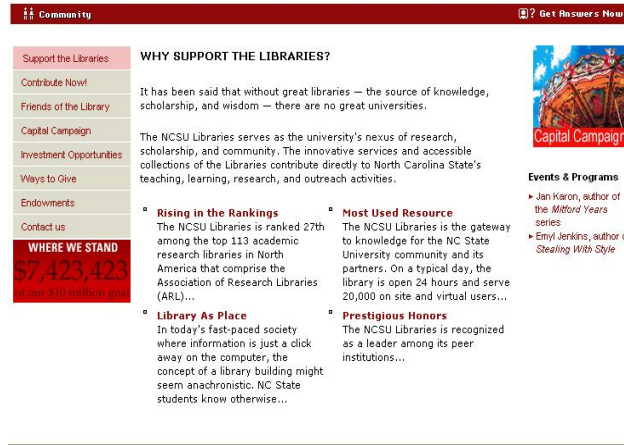 Community
? Get Answers Now
Support the Libraries
Contribute Now!
Friends of the Library
Capital Campaign
Investment Opportunities
Ways to Give
Endowments
Contact us
WHERE WE STAND
$7,423,423
of our $10 million goal
WHY SUPPORT THE LIBRARIES?
It has been said that without great libraries — the source of knowledge,
scholarship, and wisdom — there are no great universities.
The NCSU Libraries serves as the university's nexus of research,
scholarship, and community. The innovative services and accessible
collections of the Libraries contribute directly to North Carolina State's
teaching, learning, research, and outreach activities.
Rising in the Rankings
The NCSU Libraries is ranked 27th
among the top 113 academic
research libraries in North
America that comprise the
Association of Research Libraries
(ARL)...
Most Used Resource
The NCSU Libraries is the gateway
to knowledge for the NC State
University community and its
partners. On a typical day, the
library is open 24 hours and serve
20,000 on site and virtual users...
Library As Place
In today's fast-paced society
where information is just a click
away on the computer, the
concept of a library building might
seem anachronistic. NC State
students know otherwise...
Prestigious Honors
The NCSU Libraries is recognized
as a leader among its peer
institutions...
Capital Campaign
Events & Programs
Jan Karon, author of
the Mitford Years
series
Emyl Jenkins, author
Stealing With Style